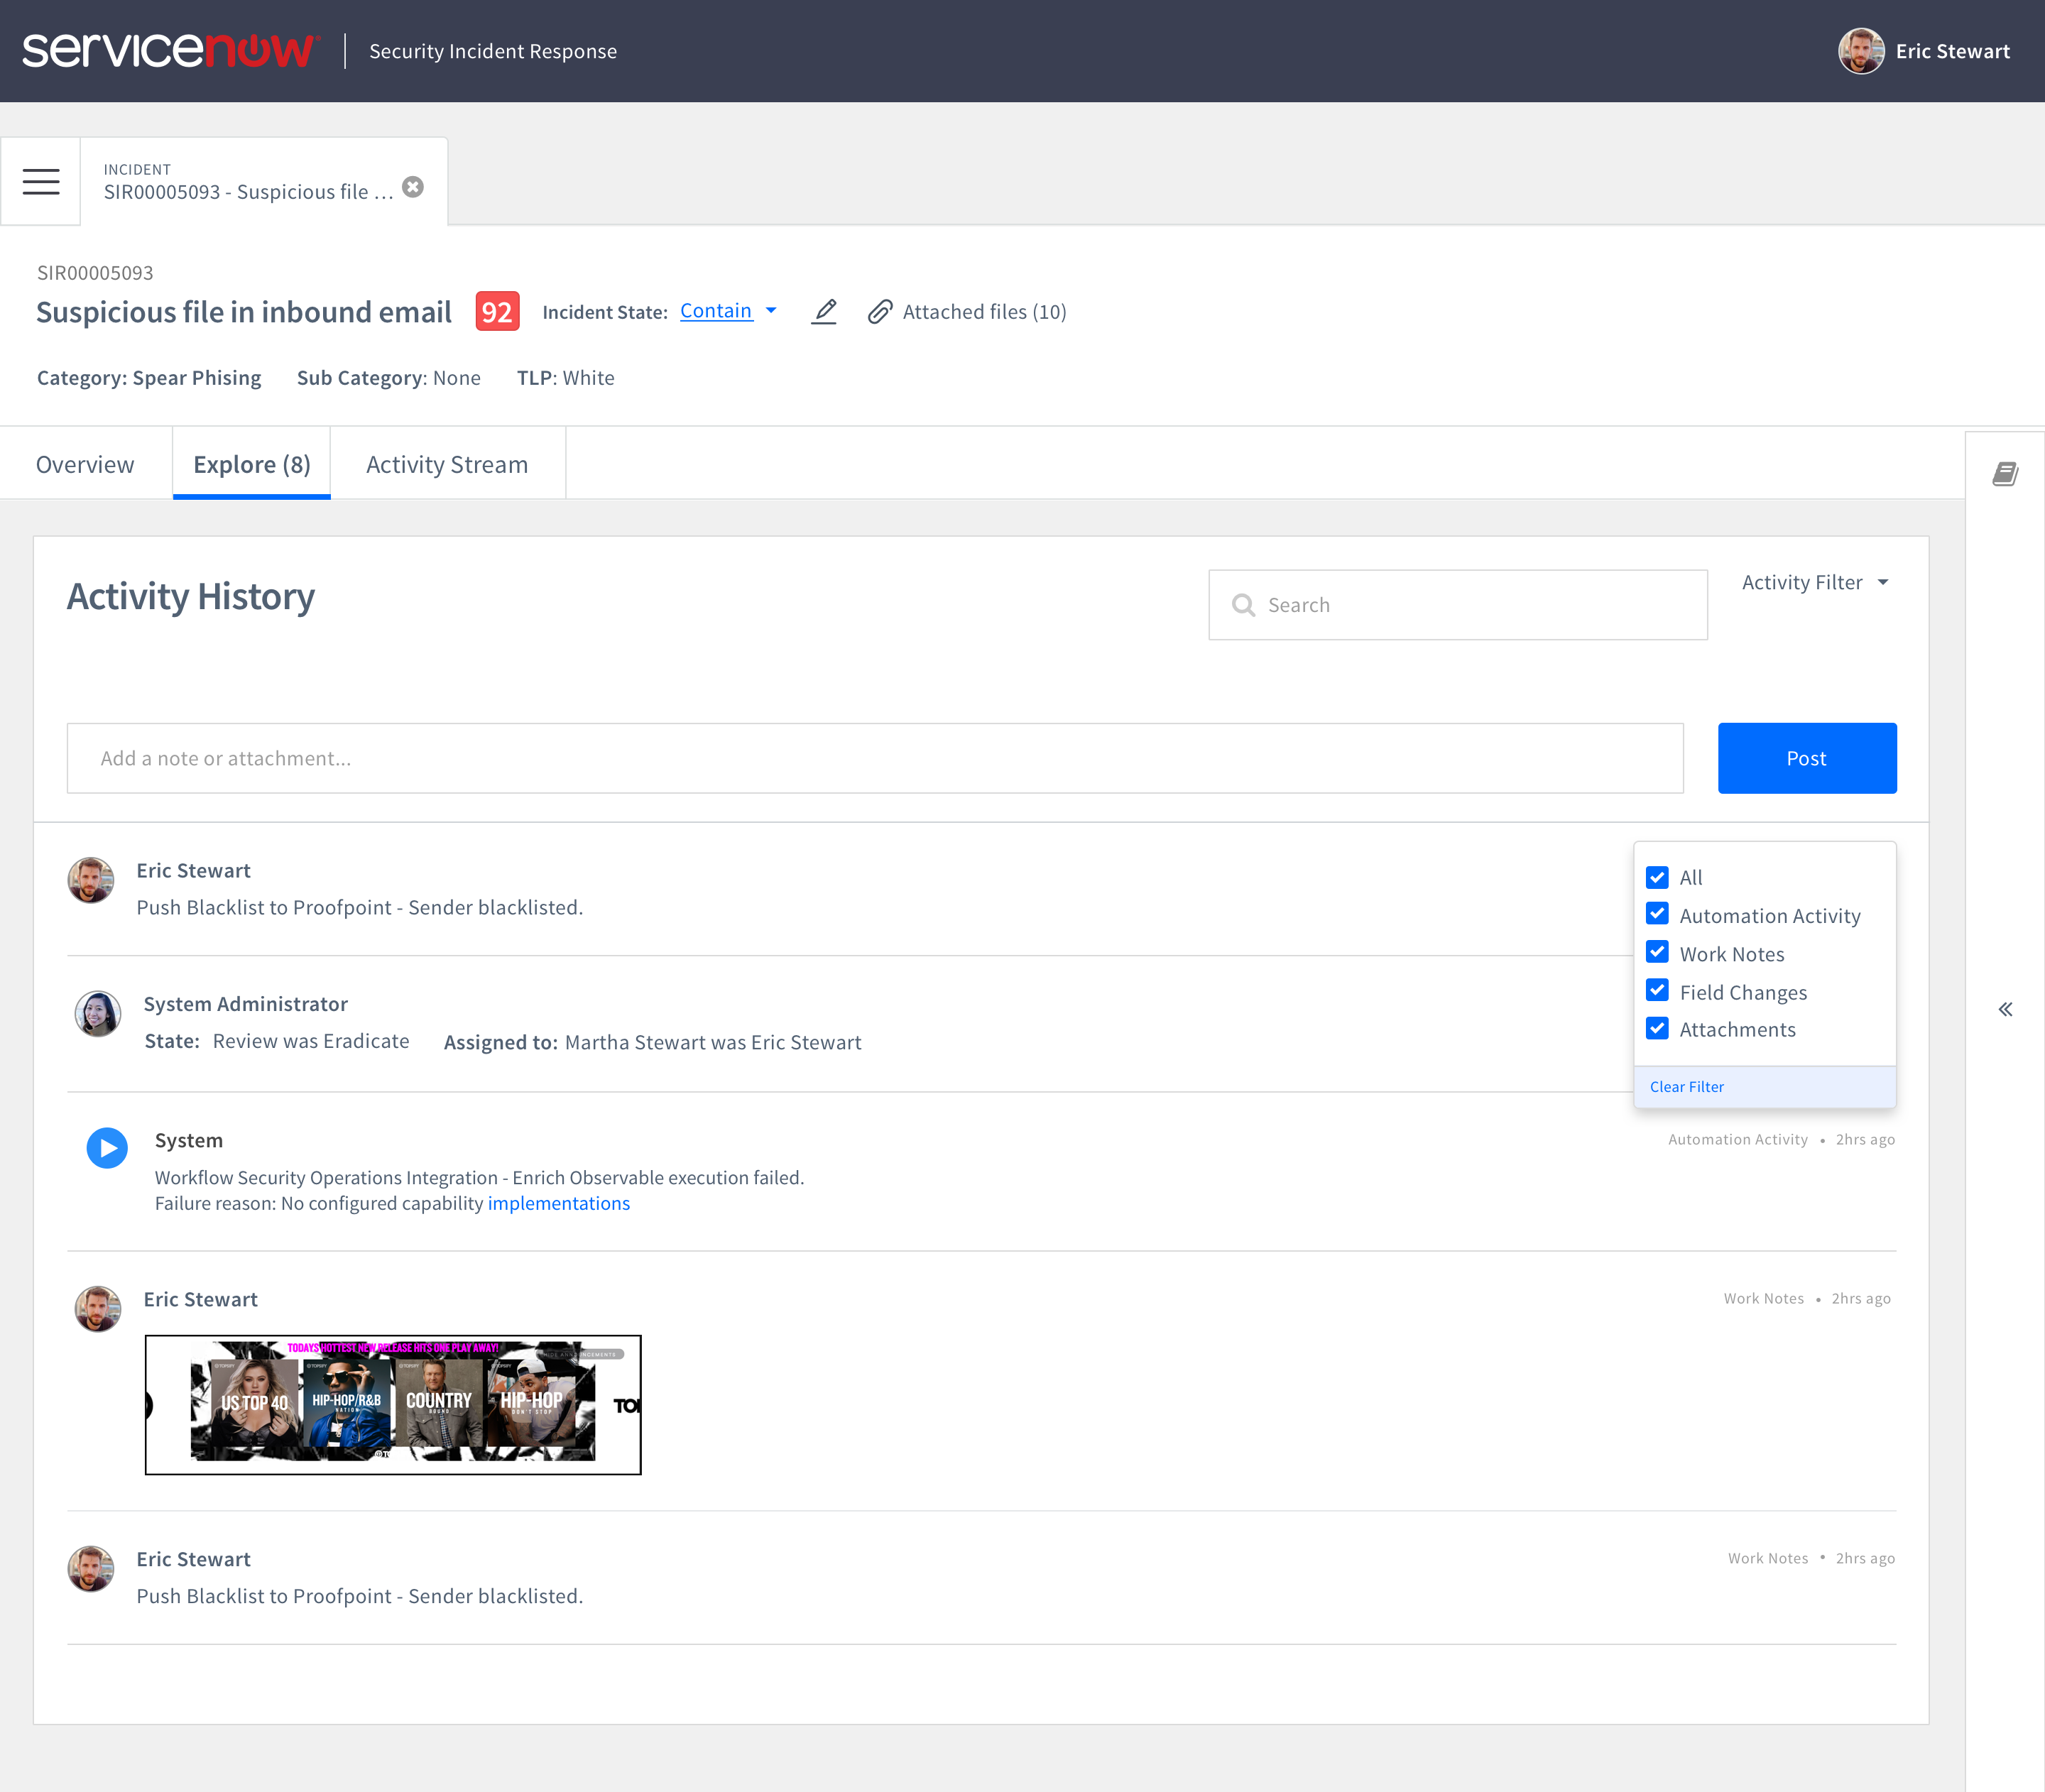 servicenow
Security Incident Response
Eric Stewart
INCIDENT
SIR00005093 - Suspicious file ...
SIR00005093
Suspicious file in inbound email
92
Incident State: Contain
Attached files (10)
Category: Spear Phising
Sub Category: None
TLP: White
Overview
Explore (8)
Activity Stream
Activity History
Search
Activity Filter
Add a note or attachment...
Post
Eric Stewart
Push Blacklist to Proofpoint - Sender blacklisted.
All
Automation Activity
Work Notes
Field Changes
Attachments
Clear Filter
System Administrator
State: Review was Eradicate
Assigned to: Martha Stewart was Eric Stewart
System
Automation Activity • 2hrs ago
Workflow Security Operations Integration - Enrich Observable execution failed.
Failure reason: No configured capability implementations
Eric Stewart
Work Notes • 2hrs ago
TODAYS HOTTEST NEW RELEASE HITS ONE PLAY AWAY!
US TOP 40
HIP-HOP/R&B
NATION
COUNTRY
ROUND
HIP-HOP
DON'T STOP
Eric Stewart
Work Notes • 2hrs ago
Push Blacklist to Proofpoint - Sender blacklisted.